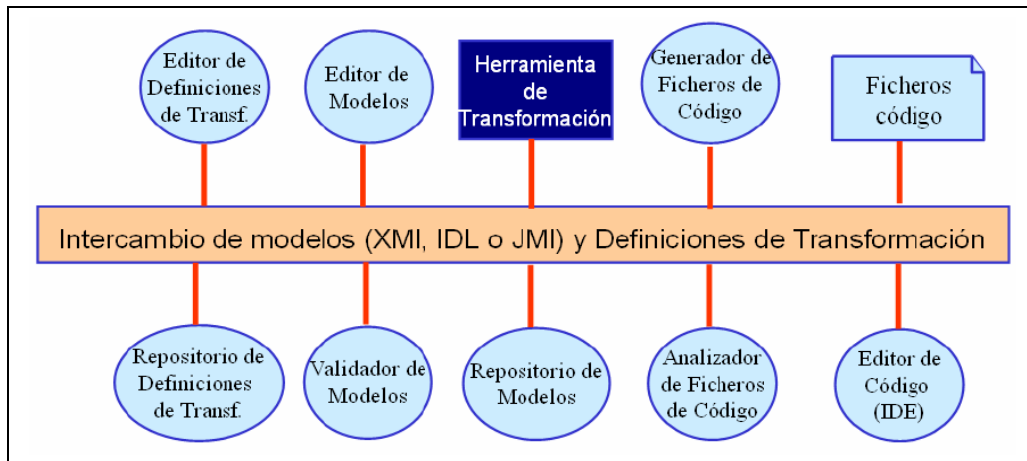 Editor de
Definiciones
de Transf.
Editor de
Modelos
Herramienta
de
Transformación
Generador de
Ficheros de
Código
Ficheros
código
Intercambio de modelos (XMI, IDL o JMI) y Definiciones de Transformación
Repositorio de
Definiciones
de Transf.
Validador de
Modelos
Repositorio de
Modelos
Analizador
de Ficheros
de Código
Editor de
Código
(IDE)